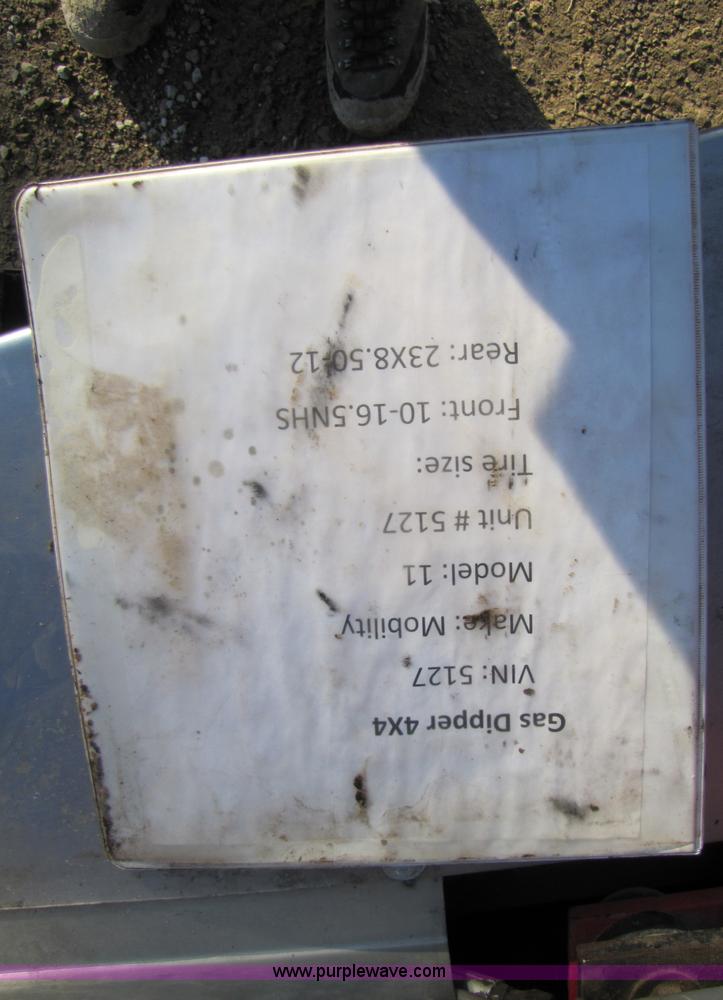 Gas Dipper 4X4
VIN: 5127
Make: Mobility
Model: 11
Unit # 5127
Tire size:
Front: 10-16.5NHS
Rear: 23X8.50-12
www.purplewave.com